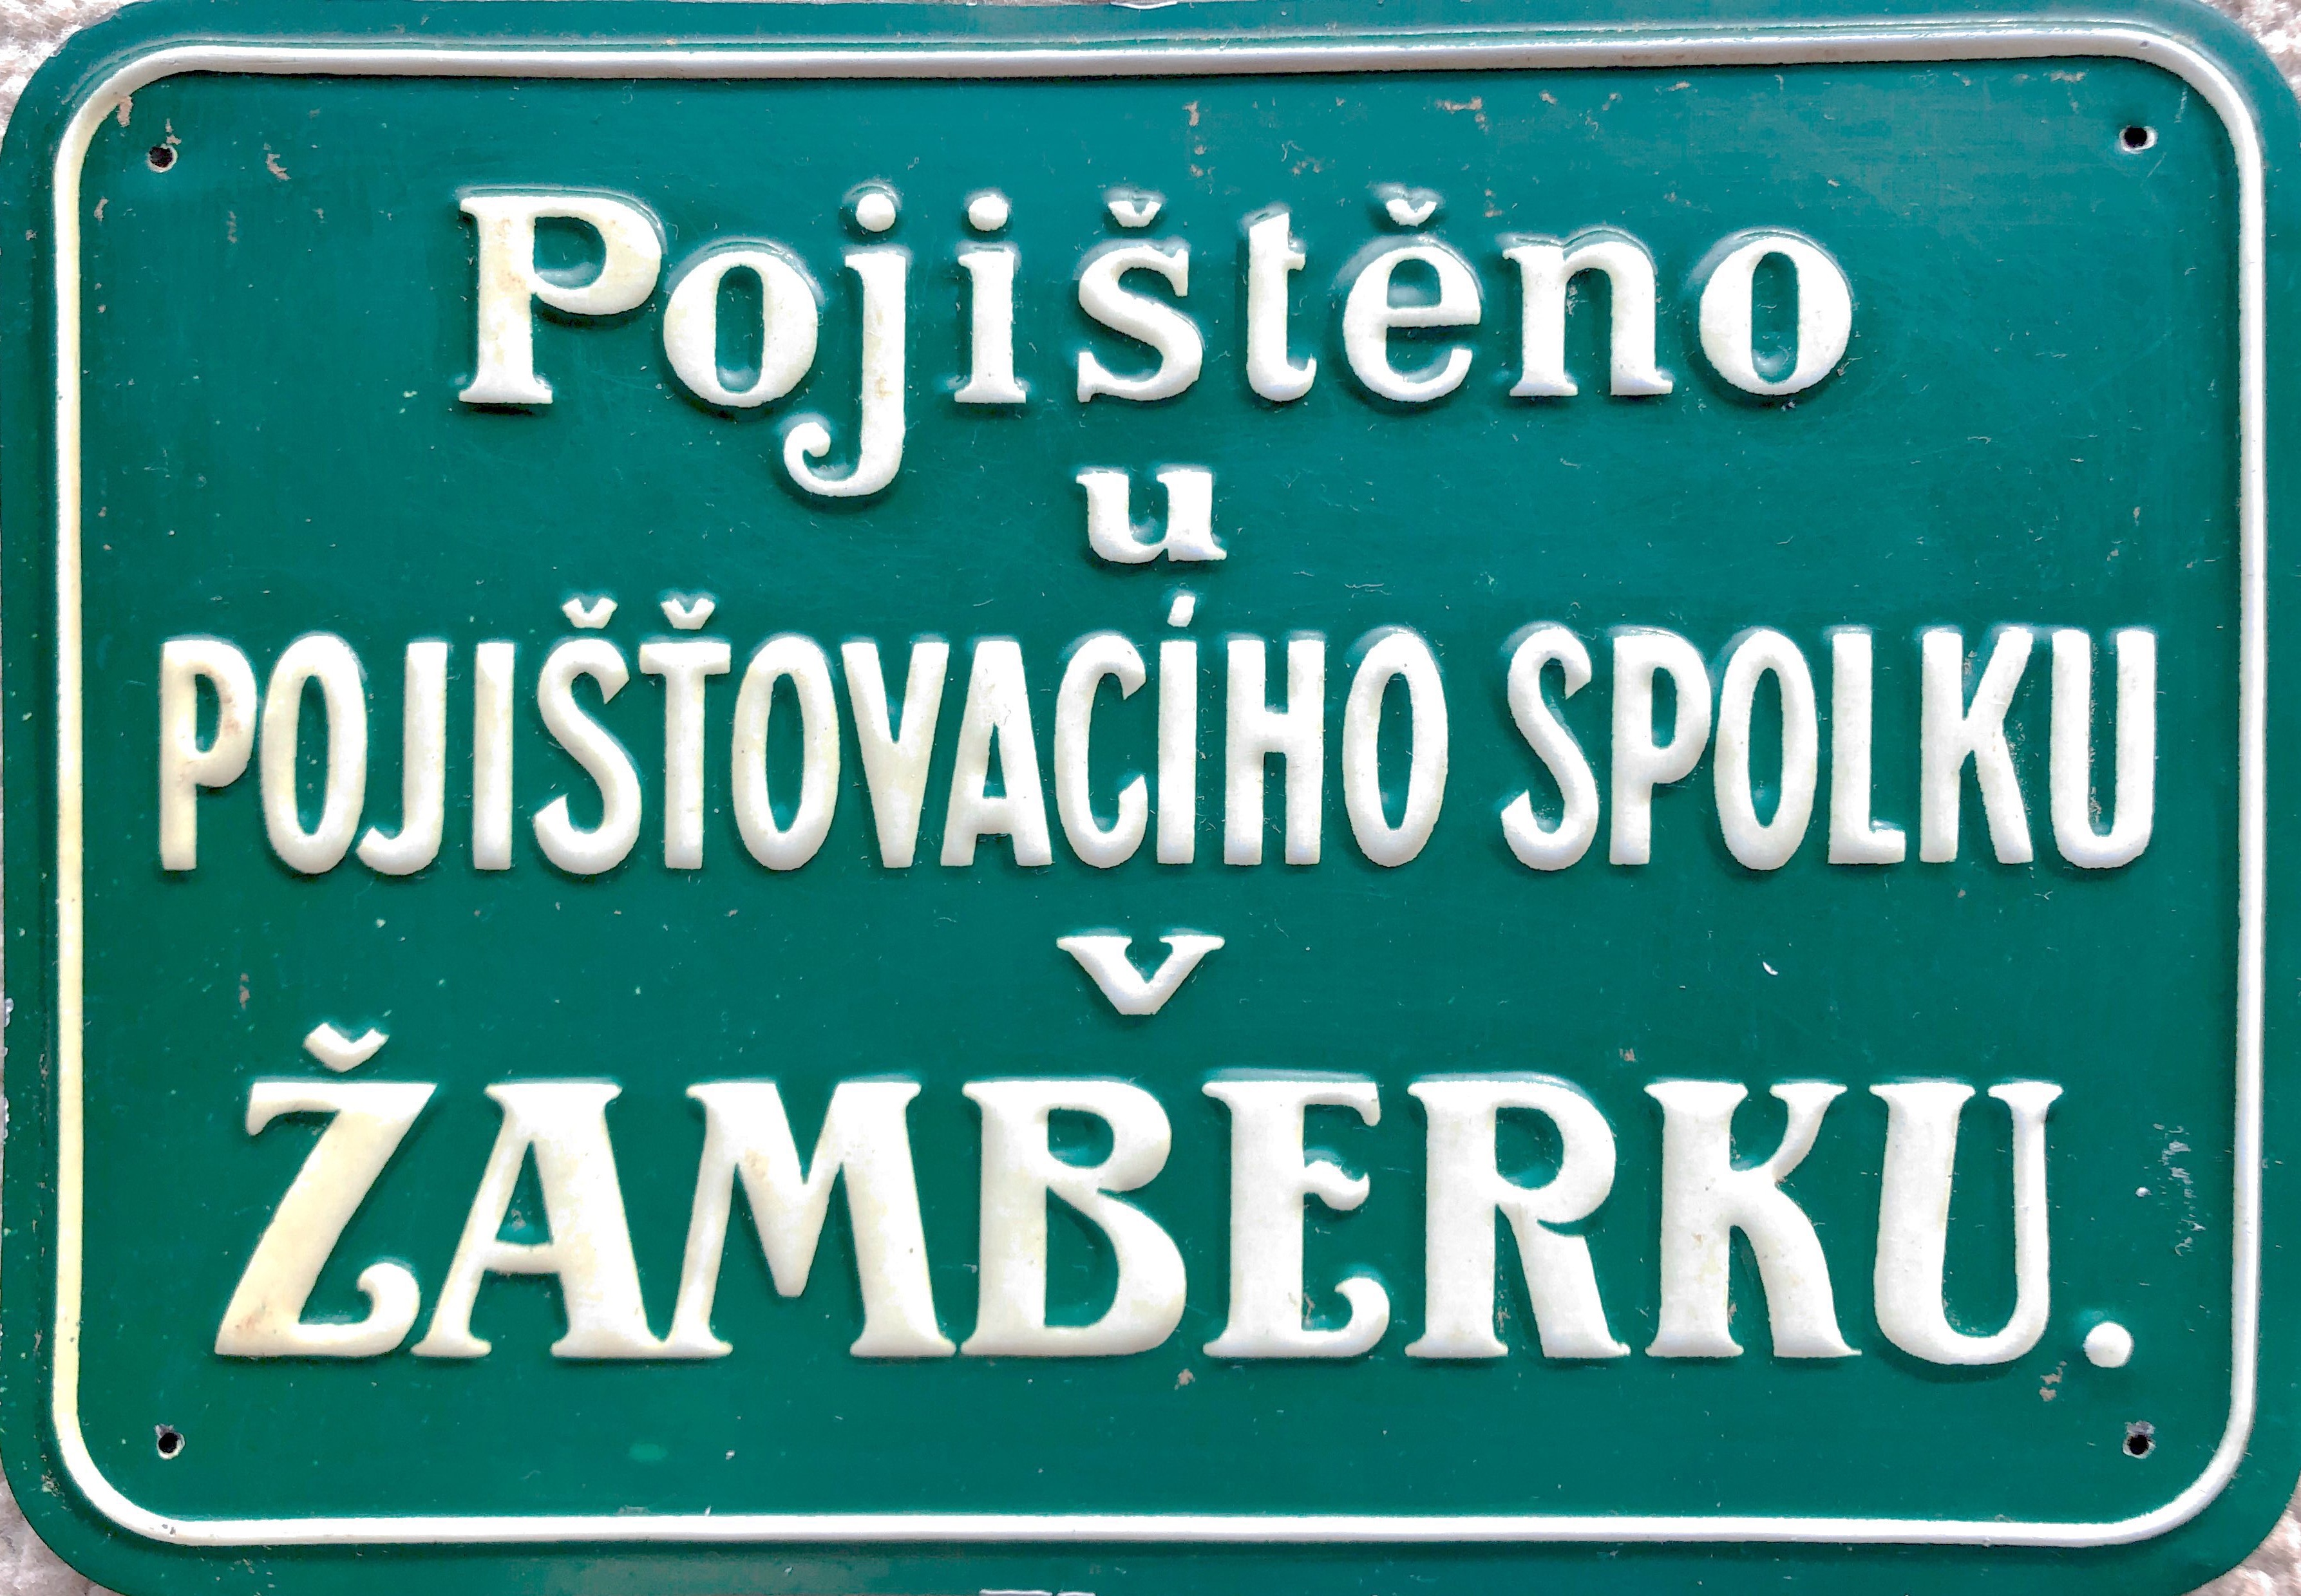 Pojištěno
u
POJIŠŤOVACÍHO SPOLKU
v
ŽAMBERKU.